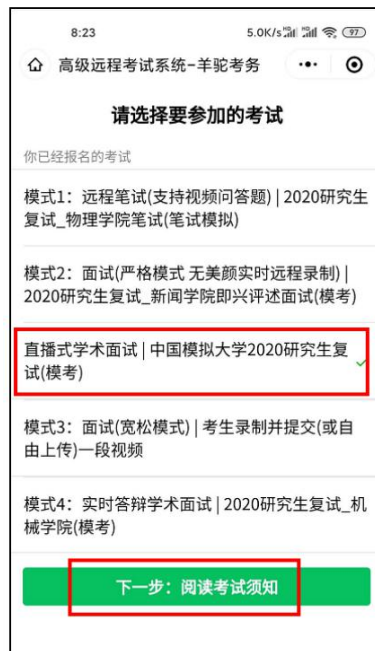 8:23
5.0K/s
97
高级远程考试系统-羊驼考务
请选择要参加的考试
你已经报名的考试
模式1：远程笔试(支持视频问答题) | 2020研究生
复试_物理学院笔试(笔试模拟)
模式2：面试(严格模式 无美颜实时远程录制) |
2020研究生复试_新闻学院即兴评述面试(模考)
直播式学术面试 | 中国模拟大学2020研究生复
试(模考)
模式3：面试(宽松模式) | 考生录制并提交(或自
由上传)一段视频
模式4：实时答辩学术面试 | 2020研究生复试_机
械学院(模考)
下一步：阅读考试须知